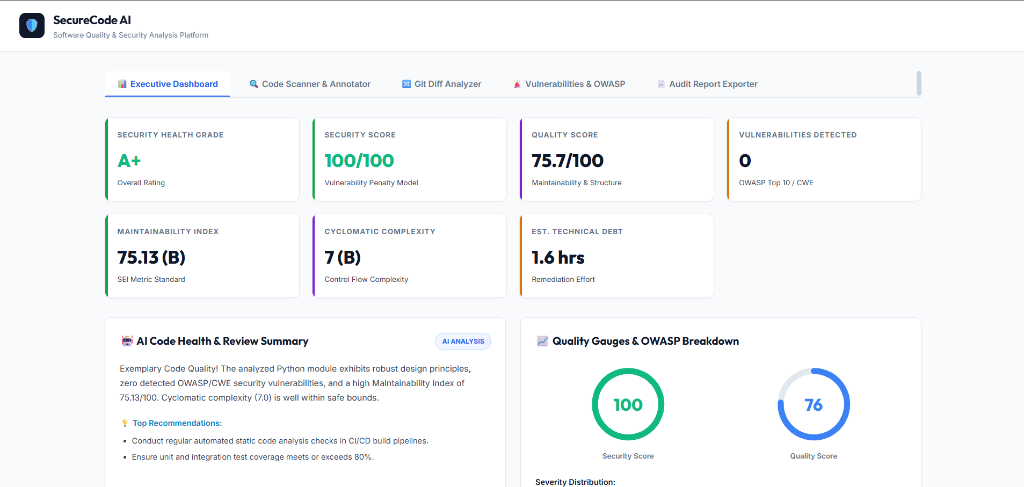 SecureCode AI
Software Quality & Security Analysis Platform
Executive Dashboard
Code Scanner & Annotator
Git Diff Analyzer
Vulnerabilities & OWASP
Audit Report Exporter
SECURITY HEALTH GRADE
A+
Overall Rating
SECURITY SCORE
100/100
Vulnerability Penalty Model
QUALITY SCORE
75.7/100
Maintainability & Structure
VULNERABILITIES DETECTED
0
OWASP Top 10 / CWE
MAINTAINABILITY INDEX
75.13 (B)
SEI Metric Standard
CYCLOMATIC COMPLEXITY
7 (B)
Control Flow Complexity
EST. TECHNICAL DEBT
1.6 hrs
Remediation Effort
AI Code Health & Review Summary
AI ANALYSIS
Exemplary Code Quality! The analyzed Python module exhibits robust design principles,
zero detected OWASP/CWE security vulnerabilities, and a high Maintainability Index of
75.13/100. Cyclomatic complexity (7.0) is well within safe bounds.
Top Recommendations:
• Conduct regular automated static code analysis checks in CI/CD build pipelines.
• Ensure unit and integration test coverage meets or exceeds 80%.
Quality Gauges & OWASP Breakdown
100
Security Score
76
Quality Score
Severity Distribution: